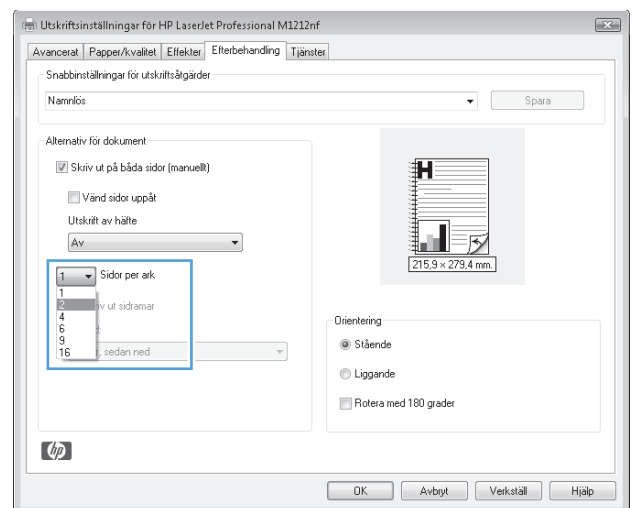 Utskriftsinställningar för HP LaserJet Professional M1212nf
Avancerat Papper/kvalitet Effekter Efterbehandling Tjänster
Snabbinställningar för utskriftsåtgärder
Namnlös Spara
Alternativ för dokument
Skriv ut på båda sidor (manuellt)
Vänd sidor uppåt
Utskrift av häfte
Av
H
215,9 × 279,4 mm.
1 Sidor per ark
1
2 iv ut sidramar
4
6
9
16 , sedan ned
Orientering
Stående
Liggande
Rotera med 180 grader
hp
OK Avbryt Verkställ Hjälp